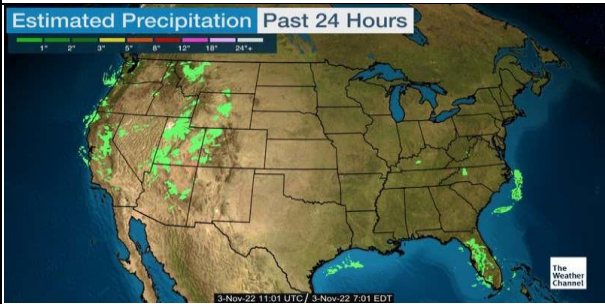 Estimated Precipitation Past 24 Hours
1" 2" 3" 5" 8" 12" 18" 24"+
The
Weather
Channel
3-Nov-22 11:01 UTC / 3-Nov-22 7:01 EDT